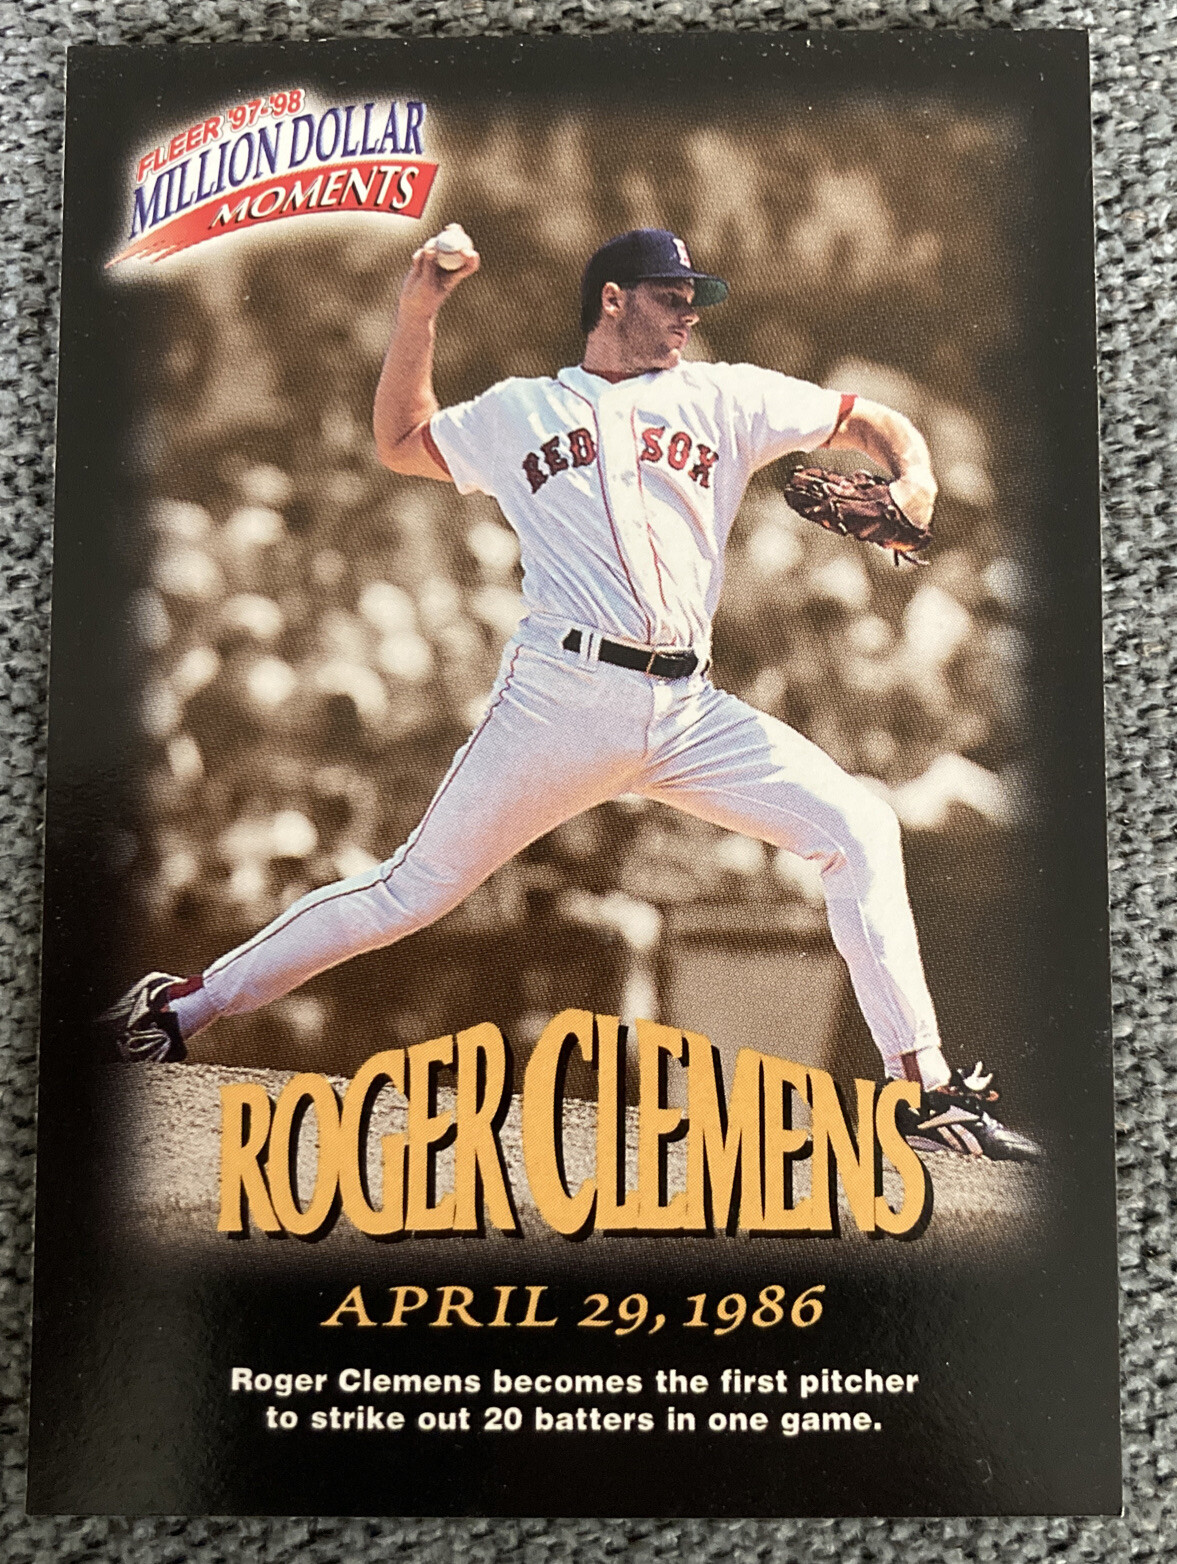 FLEER '97-'98
MILLION DOLLAR
MOMENTS
RED SOX
ROGER CLEMENS
APRIL 29, 1986
Roger Clemens becomes the first pitcher
to strike out 20 batters in one game.